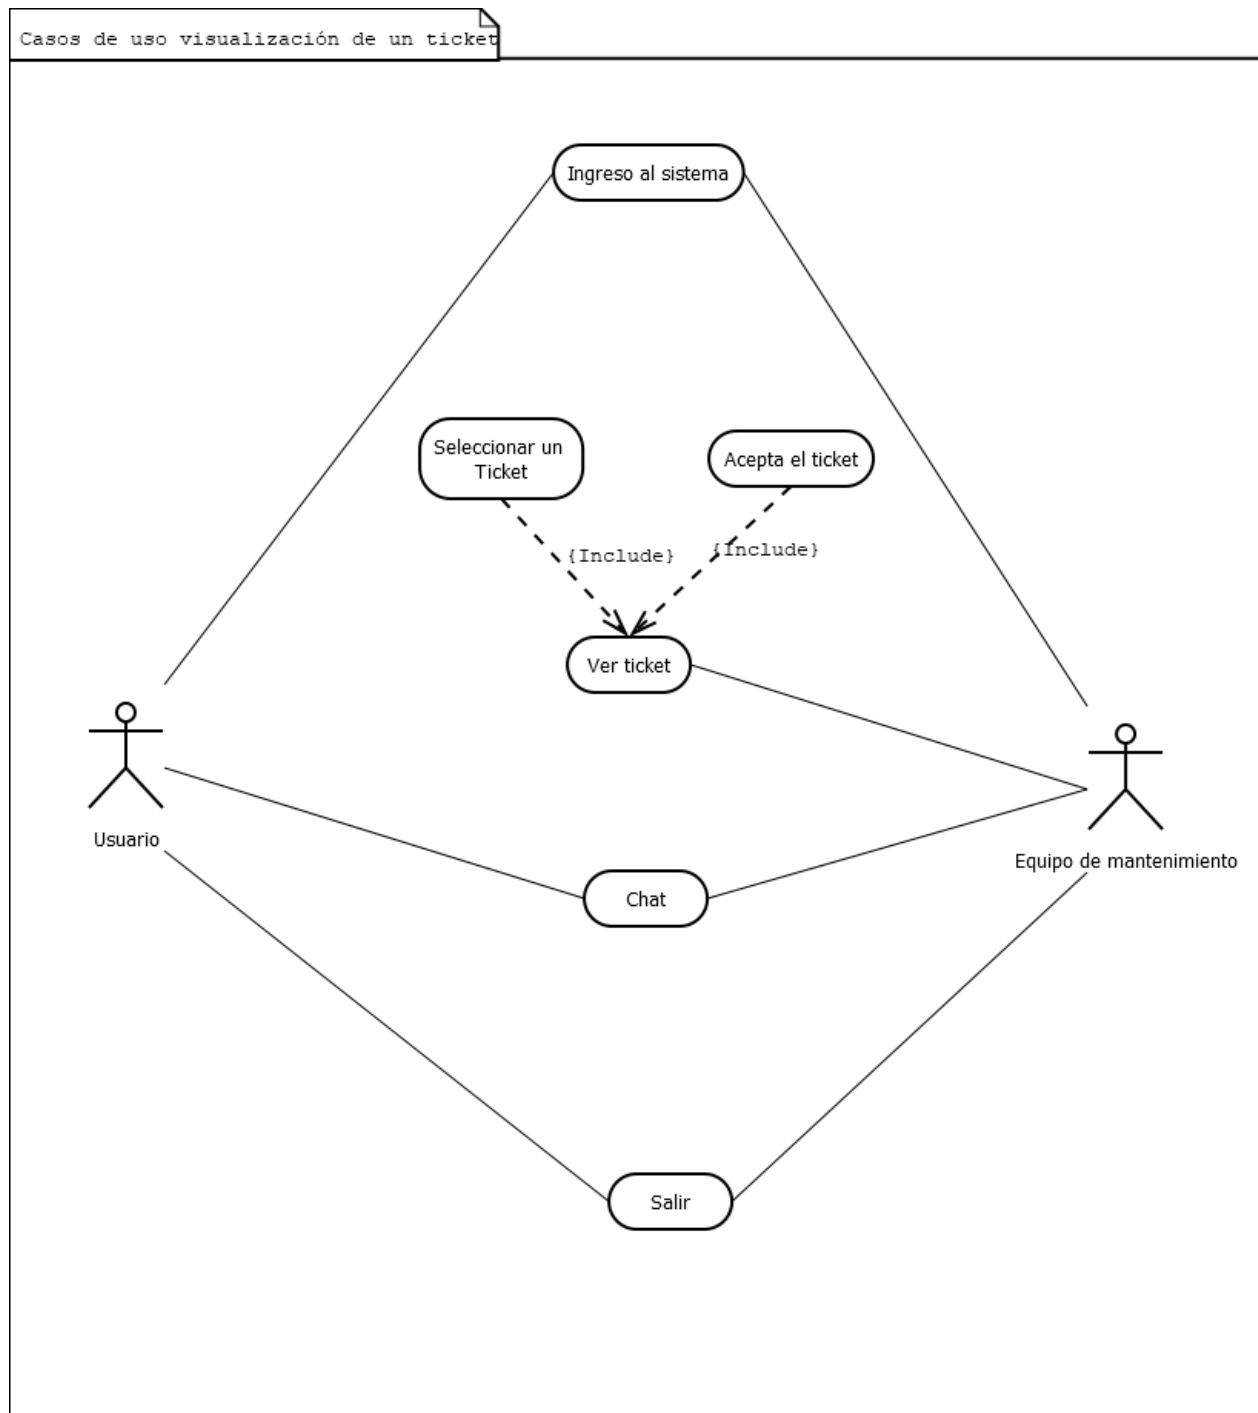 Casos de uso visualización de un ticket
Ingreso al sistema
Seleccionar un
Ticket
Acepta el ticket
{Include}
{Include}
Ver ticket
Usuario
Equipo de mantenimiento
Chat
Salir